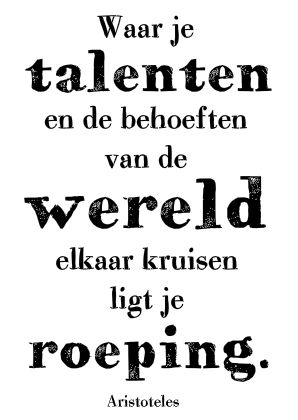 Waar je
talenten
en de behoeften
van de
wereld
elkaar kruisen
ligt je
roeping.
Aristoteles